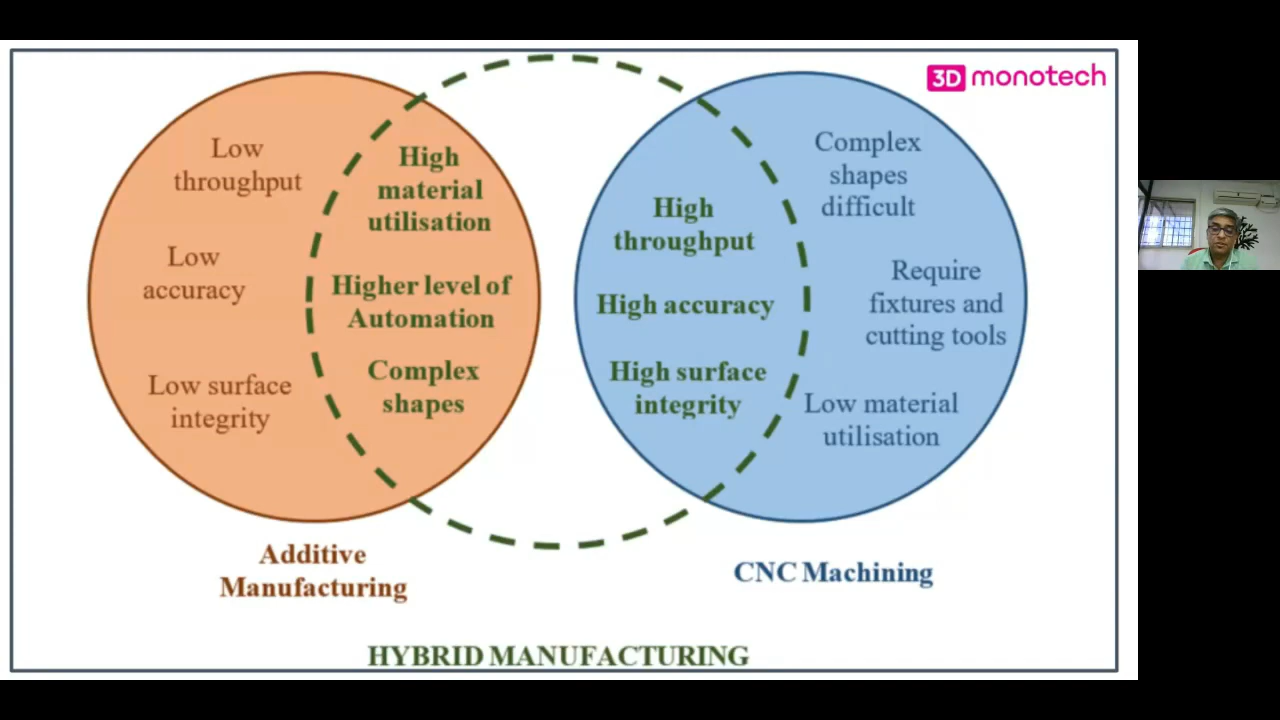 3D monotech
Low
throughput
Low
accuracy
Low surface
integrity
High
material
utilisation
Higher level of
Automation
Complex
shapes
High
throughput
High accuracy
High surface
integrity
Complex
shapes
difficult
Require
fixtures and
cutting tools
Low material
utilisation
Additive
Manufacturing
CNC Machining
HYBRID MANUFACTURING